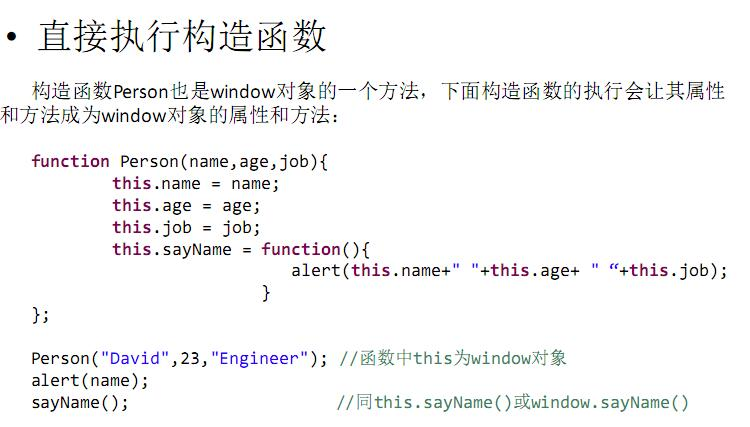 • 直接执行构造函数
构造函数Person也是window对象的一个方法，下面构造函数的执行会让其属性
和方法成为window对象的属性和方法：
function Person(name,age,job){
this.name = name;
this.age = age;
this.job = job;
this.sayName = function(){
alert(this.name+" "+this.age+ " “+this.job);
}
};
Person("David",23,"Engineer"); //函数中this为window对象
alert(name);
sayName(); //同this.sayName()或window.sayName()